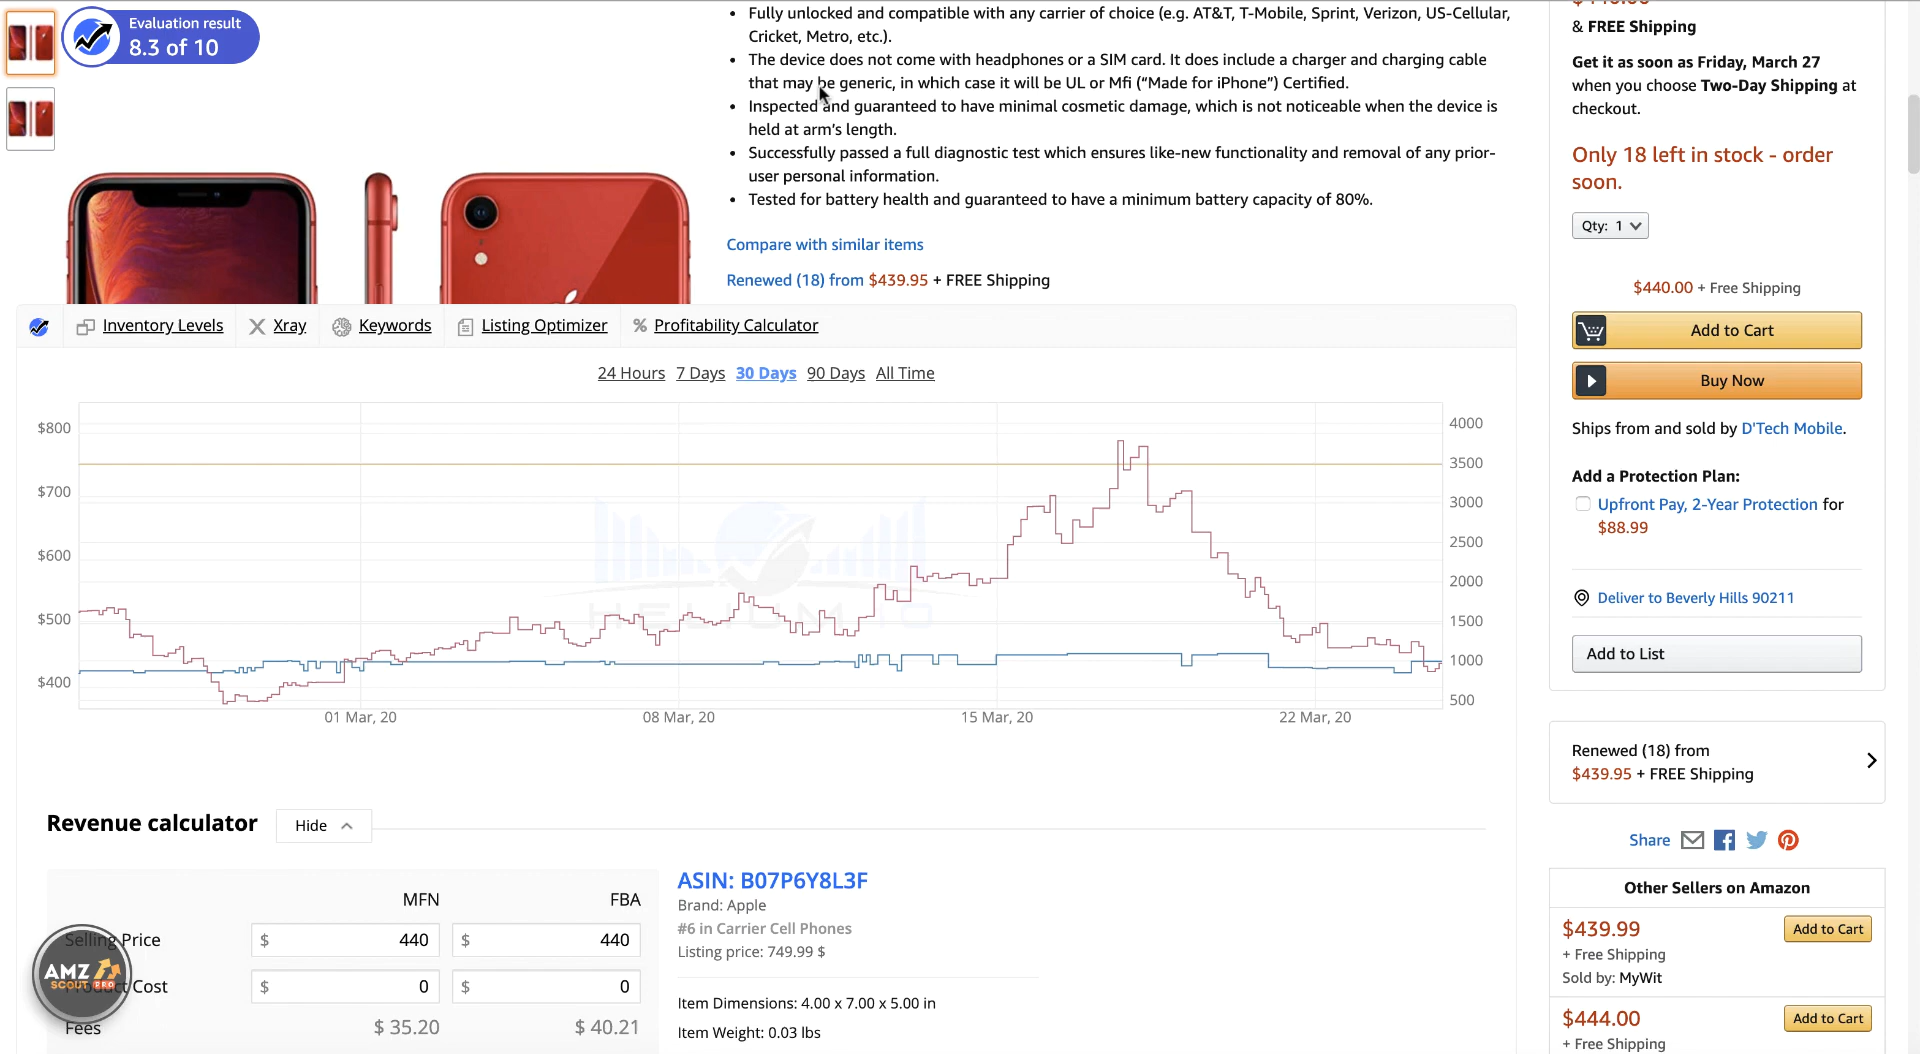 Evaluation result
8.3 of 10
Fully unlocked and compatible with any carrier of choice (e.g. AT&T, T-Mobile, Sprint, Verizon, US-Cellular,
Cricket, Metro, etc.).
The device does not come with headphones or a SIM card. It does include a charger and charging cable
that may be generic, in which case it will be UL or Mfi (“Made for iPhone”) Certified.
Inspected and guaranteed to have minimal cosmetic damage, which is not noticeable when the device is
held at arm’s length.
Successfully passed a full diagnostic test which ensures like-new functionality and removal of any prior-
user personal information.
Tested for battery health and guaranteed to have a minimum battery capacity of 80%.
Compare with similar items
Renewed (18) from $439.95 + FREE Shipping
Inventory Levels Xray Keywords Listing Optimizer % Profitability Calculator
24 Hours 7 Days 30 Days 90 Days All Time
$800 4000
3500
$700 3000
$600 2500
2000
$500 1500
1000
$400 500
HELIUM 10
01 Mar, 20 08 Mar, 20 15 Mar, 20 22 Mar, 20
Revenue calculator Hide
MFN FBA
Selling Price $ 440 $ 440
Cost $ 0 $ 0
Fees $ 35.20 $ 40.21
AMZ
SCOUT PRO
ASIN: B07P6Y8L3F
Brand: Apple
#6 in Carrier Cell Phones
Listing price: 749.99 $
Item Dimensions: 4.00 x 7.00 x 5.00 in
Item Weight: 0.03 lbs
& FREE Shipping
Get it as soon as Friday, March 27
when you choose Two-Day Shipping at
checkout.
Only 18 left in stock - order
soon.
Qty: 1
$440.00 + Free Shipping
Add to Cart
Buy Now
Ships from and sold by D'Tech Mobile.
Add a Protection Plan:
Upfront Pay, 2-Year Protection for
$88.99
Deliver to Beverly Hills 90211
Add to List
Renewed (18) from
$439.95 + FREE Shipping
Share
Other Sellers on Amazon
$439.99 Add to Cart
+ Free Shipping
Sold by: MyWit
$444.00 Add to Cart
+ Free Shipping